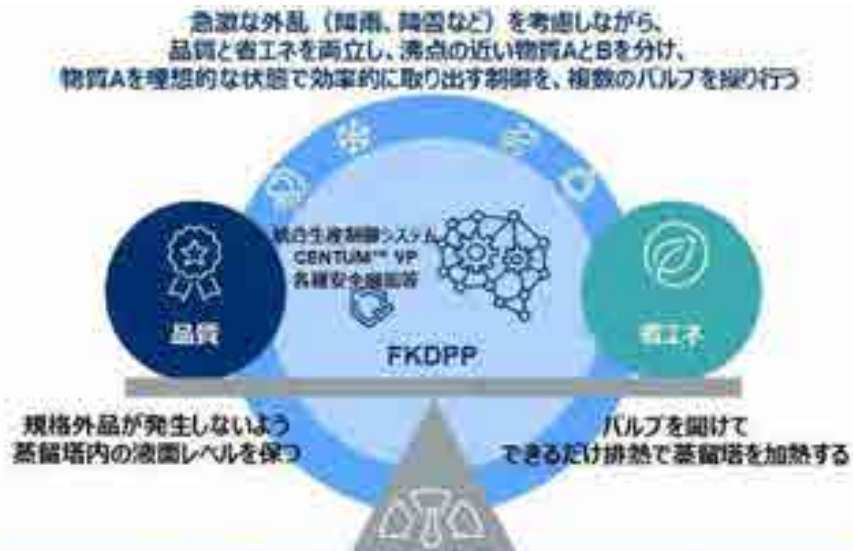 急激な外乱（降雨、降雪など）を考慮しながら、
品質と省エネを両立し、沸点の近い物質AとBを分け、
物質Aを理想的な状態で効率的に取り出す制御を、複数のバルブを操り行う
統合生産制御システム
CENTUM™ VP
各種安全機能等
品質
省エネ
FKDPP
規格外品が発生しないよう
蒸留塔内の液面レベルを保つ
バルブを開けて
できるだけ排熱で蒸留塔を加熱する